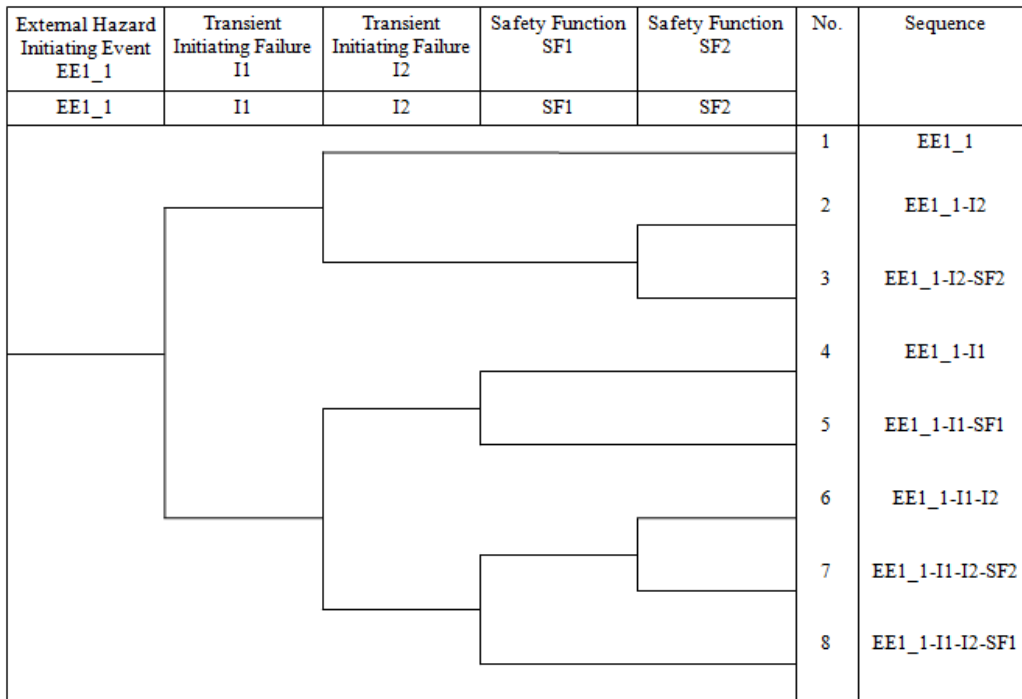 External Hazard Initiating Event EE1_1
Transient Initiating Failure I1
Transient Initiating Failure I2
Safety Function SF1
Safety Function SF2
No.
Sequence
EE1_1 I1 I2 SF1 SF2
1 EE1_1
2 EE1_1-I2
3 EE1_1-I2-SF2
4 EE1_1-I1
5 EE1_1-I1-SF1
6 EE1_1-I1-I2
7 EE1_1-I1-I2-SF2
8 EE1_1-I1-I2-SF1